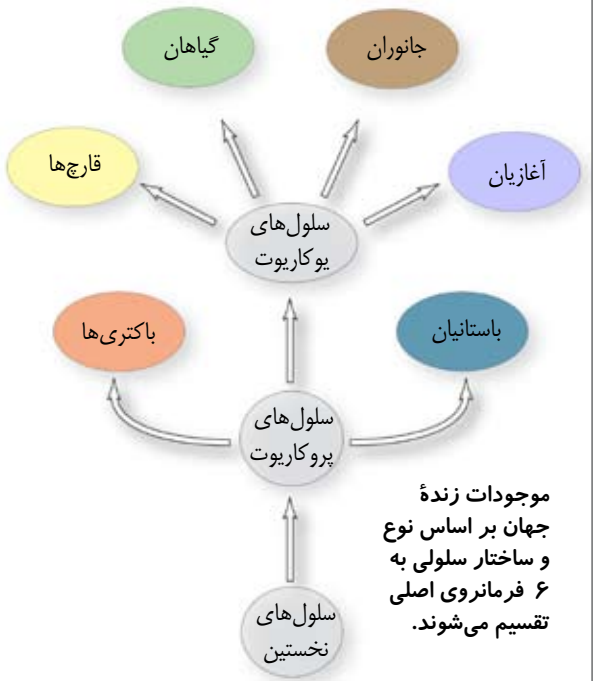 جانوران
گیاهان
آغازیان
قارچ‌ها
سلول‌های
یوکاریوت
باستانیان
باکتری‌ها
سلول‌های
پروکاریوت
موجودات زندۀ
جهان بر اساس نوع
و ساختار سلولی به
۶ فرمانروی اصلی
تقسیم می‌شوند.
سلول‌های
نخستین